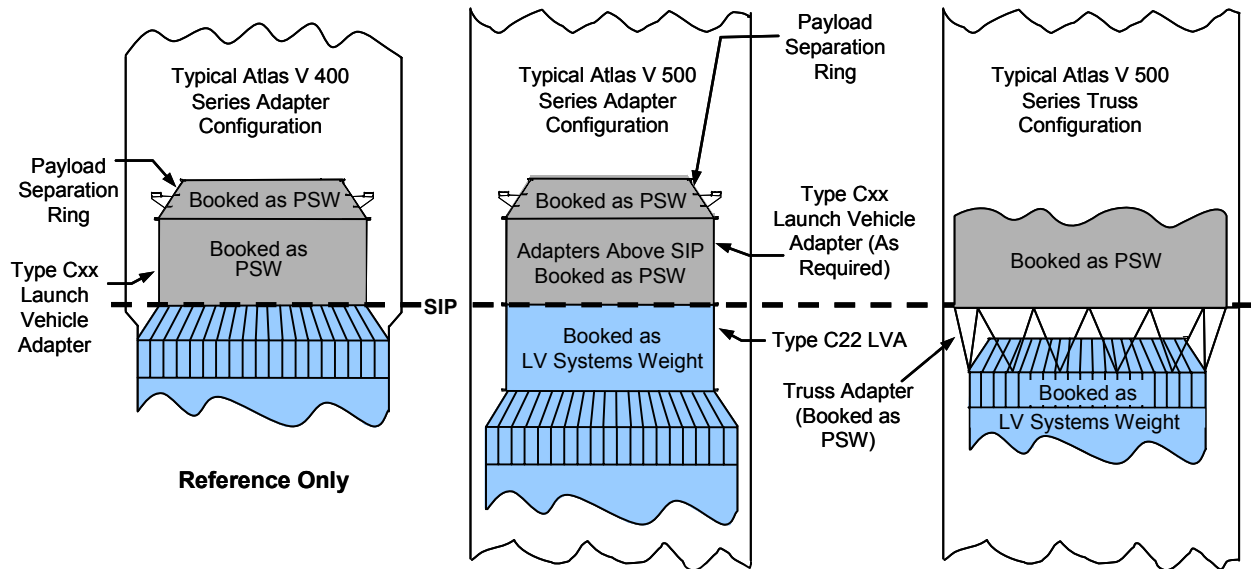 Typical Atlas V 400
Series Adapter
Configuration
Payload
Separation
Ring
Booked as PSW
Booked as
PSW
Type Cxx
Launch
Vehicle
Adapter
SIP
Reference Only
Typical Atlas V 500
Series Adapter
Configuration
Payload
Separation
Ring
Booked as PSW
Adapters Above SIP
Booked as PSW
Type Cxx
Launch Vehicle
Adapter (As
Required)
Booked as
LV Systems Weight
Type C22 LVA
Typical Atlas V 500
Series Truss
Configuration
Booked as PSW
Truss Adapter
(Booked as
PSW)
Booked as
LV Systems Weight